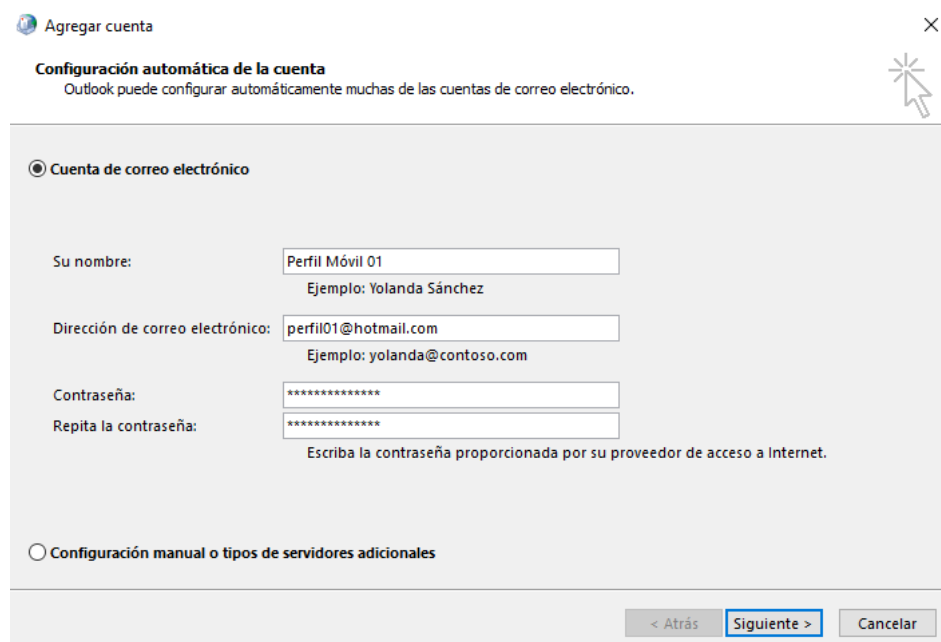 Agregar cuenta
Configuración automática de la cuenta
Outlook puede configurar automáticamente muchas de las cuentas de correo electrónico.
Cuenta de correo electrónico
Su nombre: Perfil Móvil 01
Ejemplo: Yolanda Sánchez
Dirección de correo electrónico: perfil01@hotmail.com
Ejemplo: yolanda@contoso.com
Contraseña: **************
Repita la contraseña: **************
Escriba la contraseña proporcionada por su proveedor de acceso a Internet.
Configuración manual o tipos de servidores adicionales
< Atrás Siguiente > Cancelar